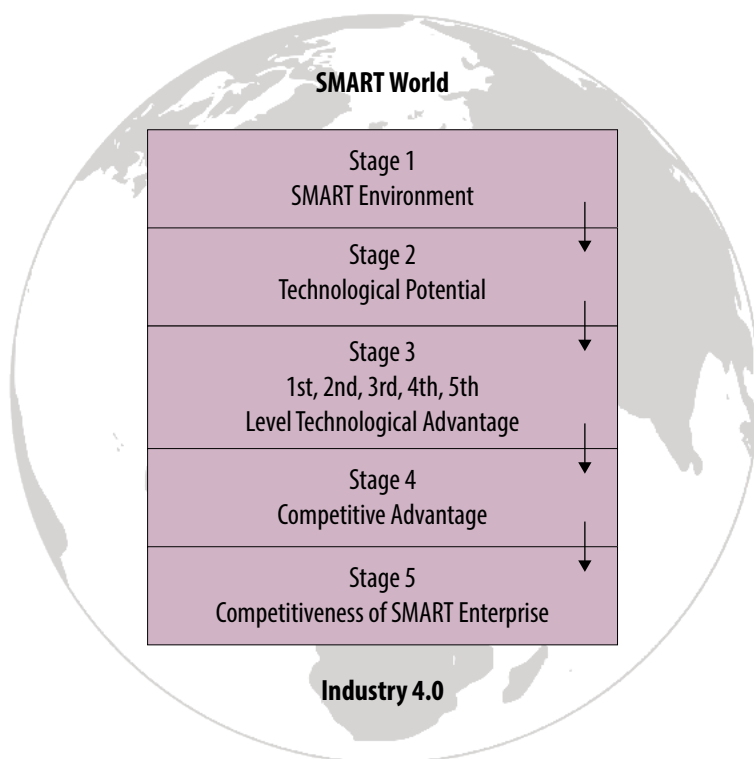 SMART World
Stage 1
SMART Environment
Stage 2
Technological Potential
Stage 3
1st, 2nd, 3rd, 4th, 5th
Level Technological Advantage
Stage 4
Competitive Advantage
Stage 5
Competitiveness of SMART Enterprise
Industry 4.0